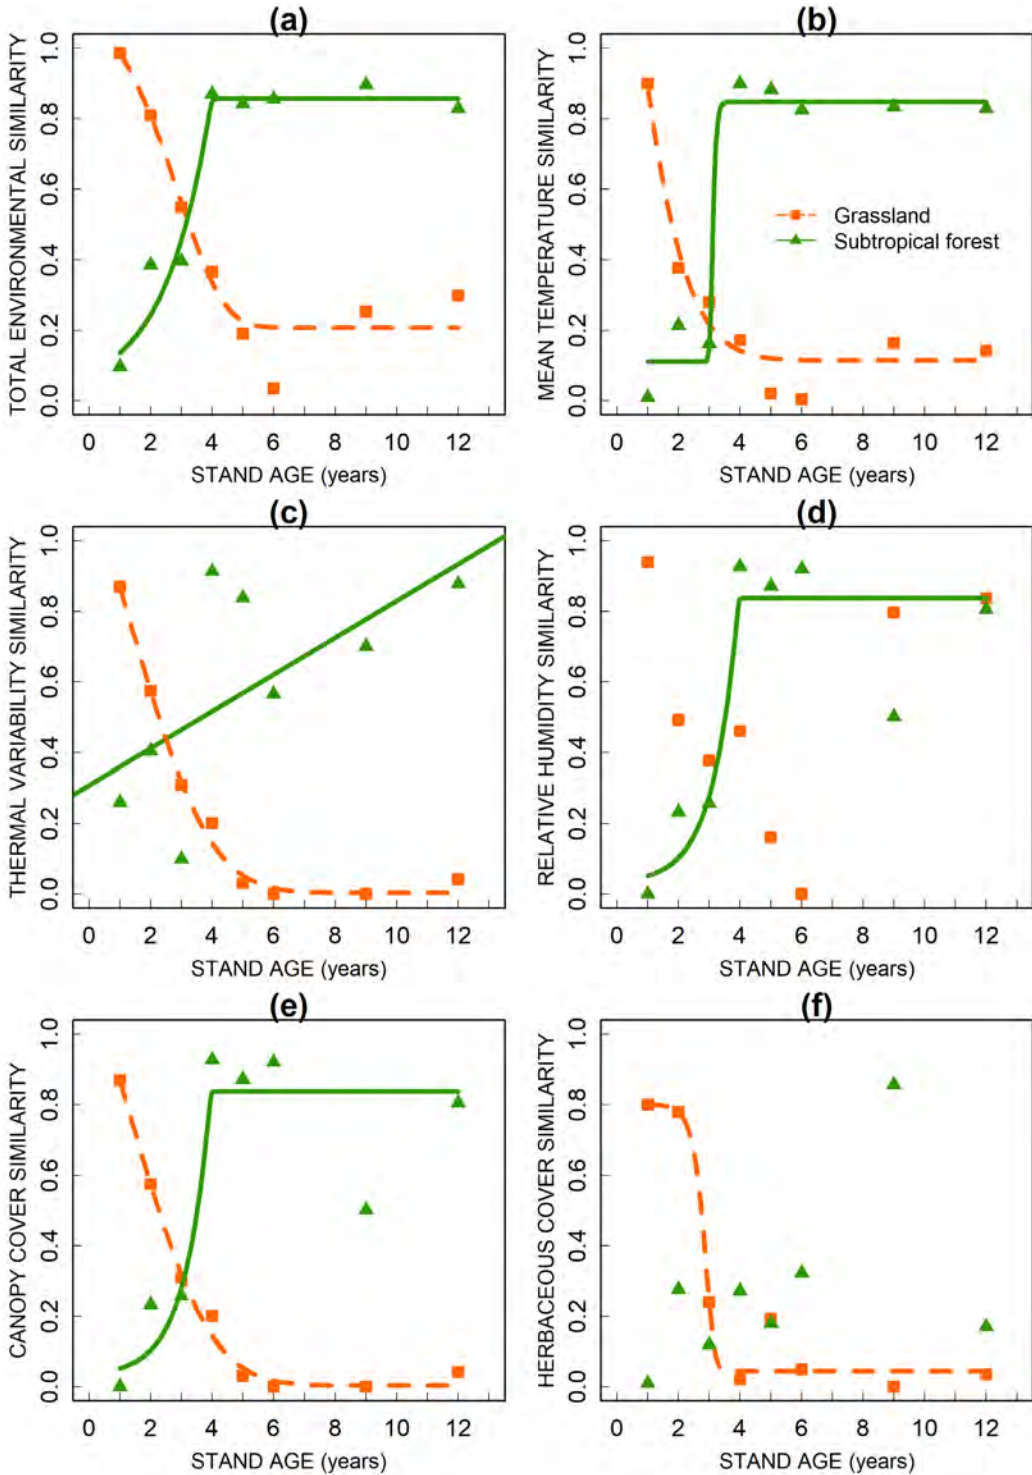 (a)
TOTAL ENVIRONMENTAL SIMILARITY
1.0
0.8
0.6
0.4
0.2
0.0
0 2 4 6 8 10 12
STAND AGE (years)
(b)
MEAN TEMPERATURE SIMILARITY
1.0
0.8
0.6
0.4
0.2
0.0
Grassland
Subtropical forest
0 2 4 6 8 10 12
STAND AGE (years)
(c)
THERMAL VARIABILITY SIMILARITY
1.0
0.8
0.6
0.4
0.2
0.0
0 2 4 6 8 10 12
STAND AGE (years)
(d)
RELATIVE HUMIDITY SIMILARITY
1.0
0.8
0.6
0.4
0.2
0.0
0 2 4 6 8 10 12
STAND AGE (years)
(e)
CANOPY COVER SIMILARITY
1.0
0.8
0.6
0.4
0.2
0.0
0 2 4 6 8 10 12
STAND AGE (years)
(f)
HERBACEOUS COVER SIMILARITY
1.0
0.8
0.6
0.4
0.2
0.0
0 2 4 6 8 10 12
STAND AGE (years)